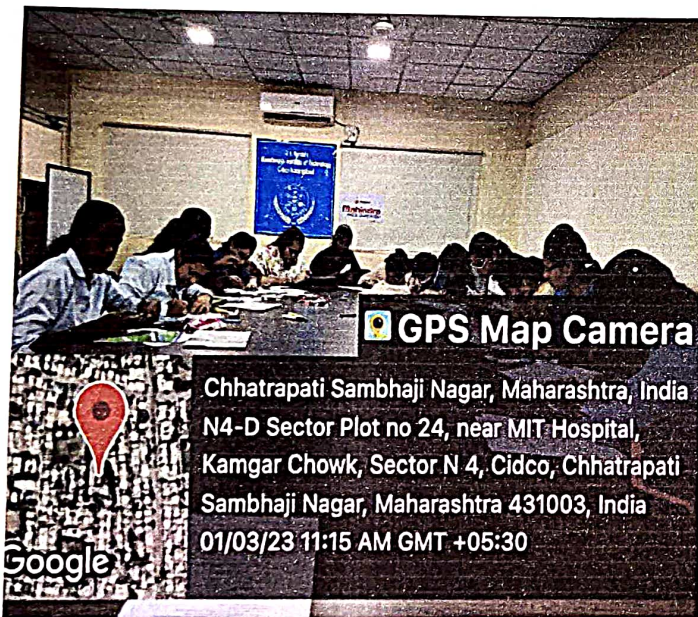 Mahindra
GPS Map Camera
Chhatrapati Sambhaji Nagar, Maharashtra, India
N4-D Sector Plot no 24, near MIT Hospital,
Kamgar Chowk, Sector N 4, Cidco, Chhatrapati
Sambhaji Nagar, Maharashtra 431003, India
01/03/23 11:15 AM GMT +05:30
Google